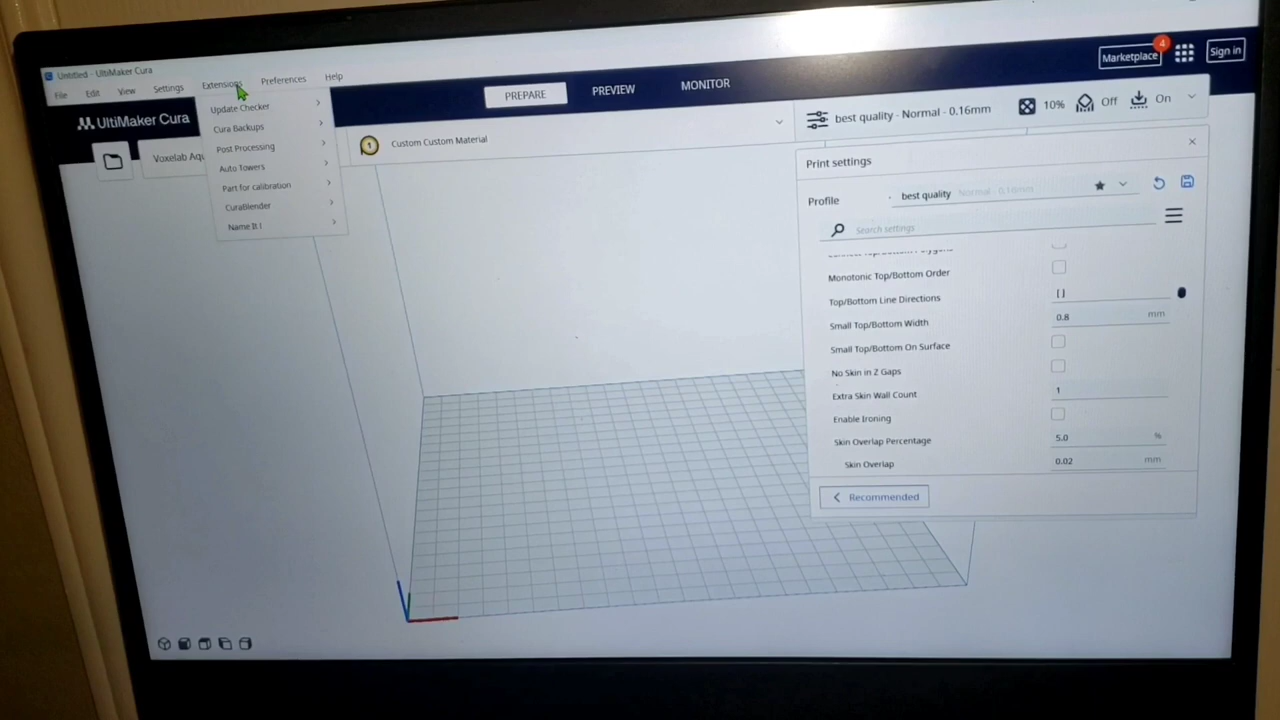 Untitled - UltiMaker Cura
File Edit View Settings Extensions Preferences Help
UltiMaker Cura
PREPARE PREVIEW MONITOR
Marketplace 4 Sign in
Update Checker
Cura Backups
Post Processing
Auto Towers
Part for calibration
CuraBlender
Name It !
Voxelab Aqu
1 Custom Custom Material
best quality - Normal - 0.16mm 10% Off On
Print settings
Profile best quality Normal - 0.16mm
Search settings
Monotonic Top/Bottom Order
Top/Bottom Line Directions [ ]
Small Top/Bottom Width 0.8 mm
Small Top/Bottom On Surface
No Skin in Z Gaps
Extra Skin Wall Count 1
Enable Ironing
Skin Overlap Percentage 5.0 %
Skin Overlap 0.02 mm
Recommended